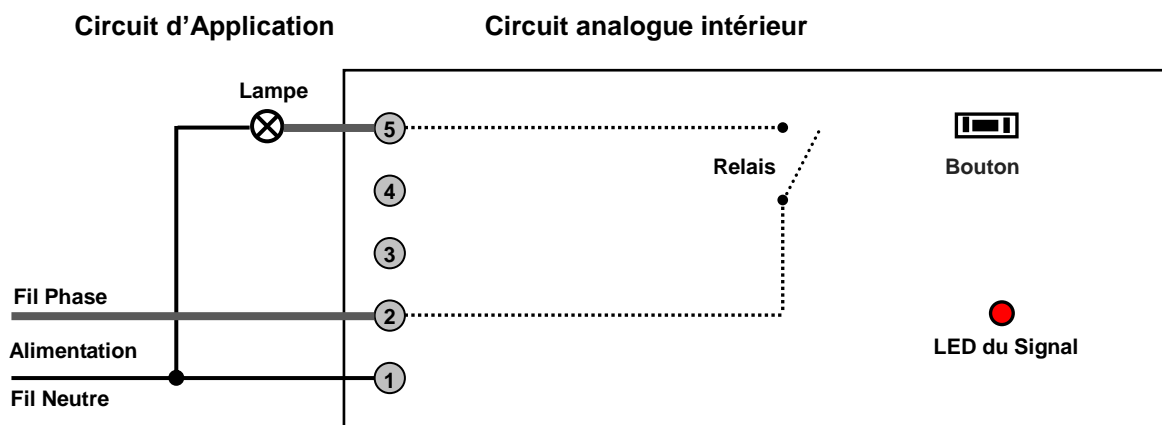 Circuit d'Application
Circuit analogue intérieur
Lampe
5
Relais
Bouton
4
3
Fil Phase
2
LED du Signal
Alimentation
1
Fil Neutre